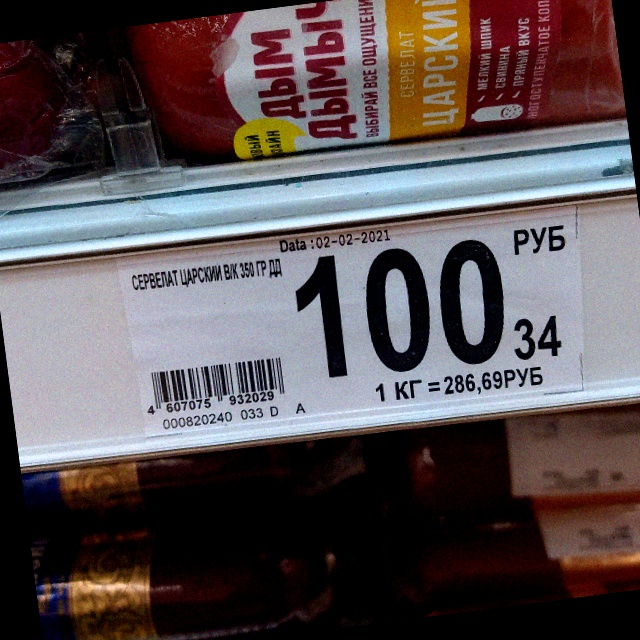 ДЫМ
ДЫМЫЧ
ВЫБИРАЙ ВСЕ ОЩУЩЕНИ
СЕРВЕЛАТ
ЦАРСКИЙ
МЕЛКИЙ ШПИК
СВИНИНА
ВКУС
Data :02-02-2021
СЕРВЕЛАТ ЦАРСКИЙ В/К 350 ГР ДД
100 РУБ
34
1 КГ =286,69РУБ
4 607075 932029
000820240 033 D A